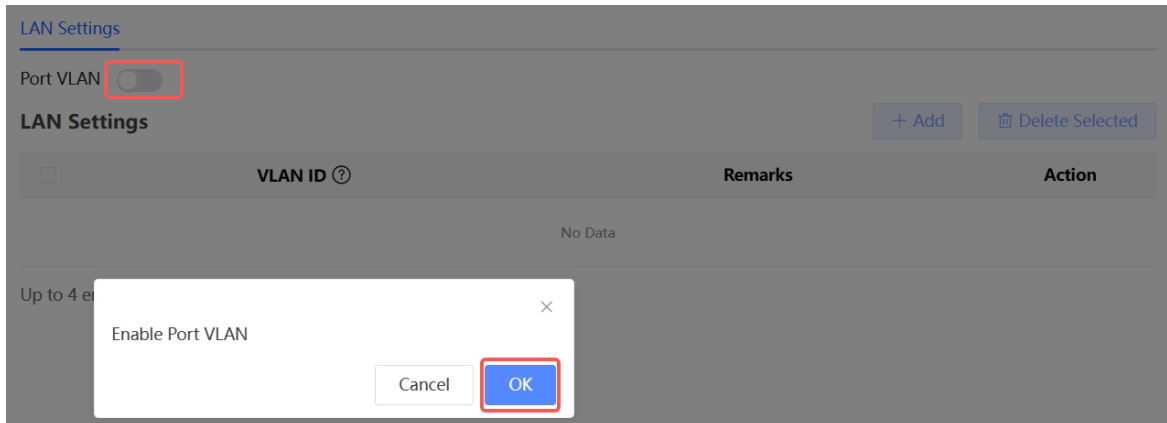 LAN Settings
Port VLAN
LAN Settings
+ Add
Delete Selected
VLAN ID ?
Remarks
Action
No Data
Up to 4
Enable Port VLAN
Cancel
OK